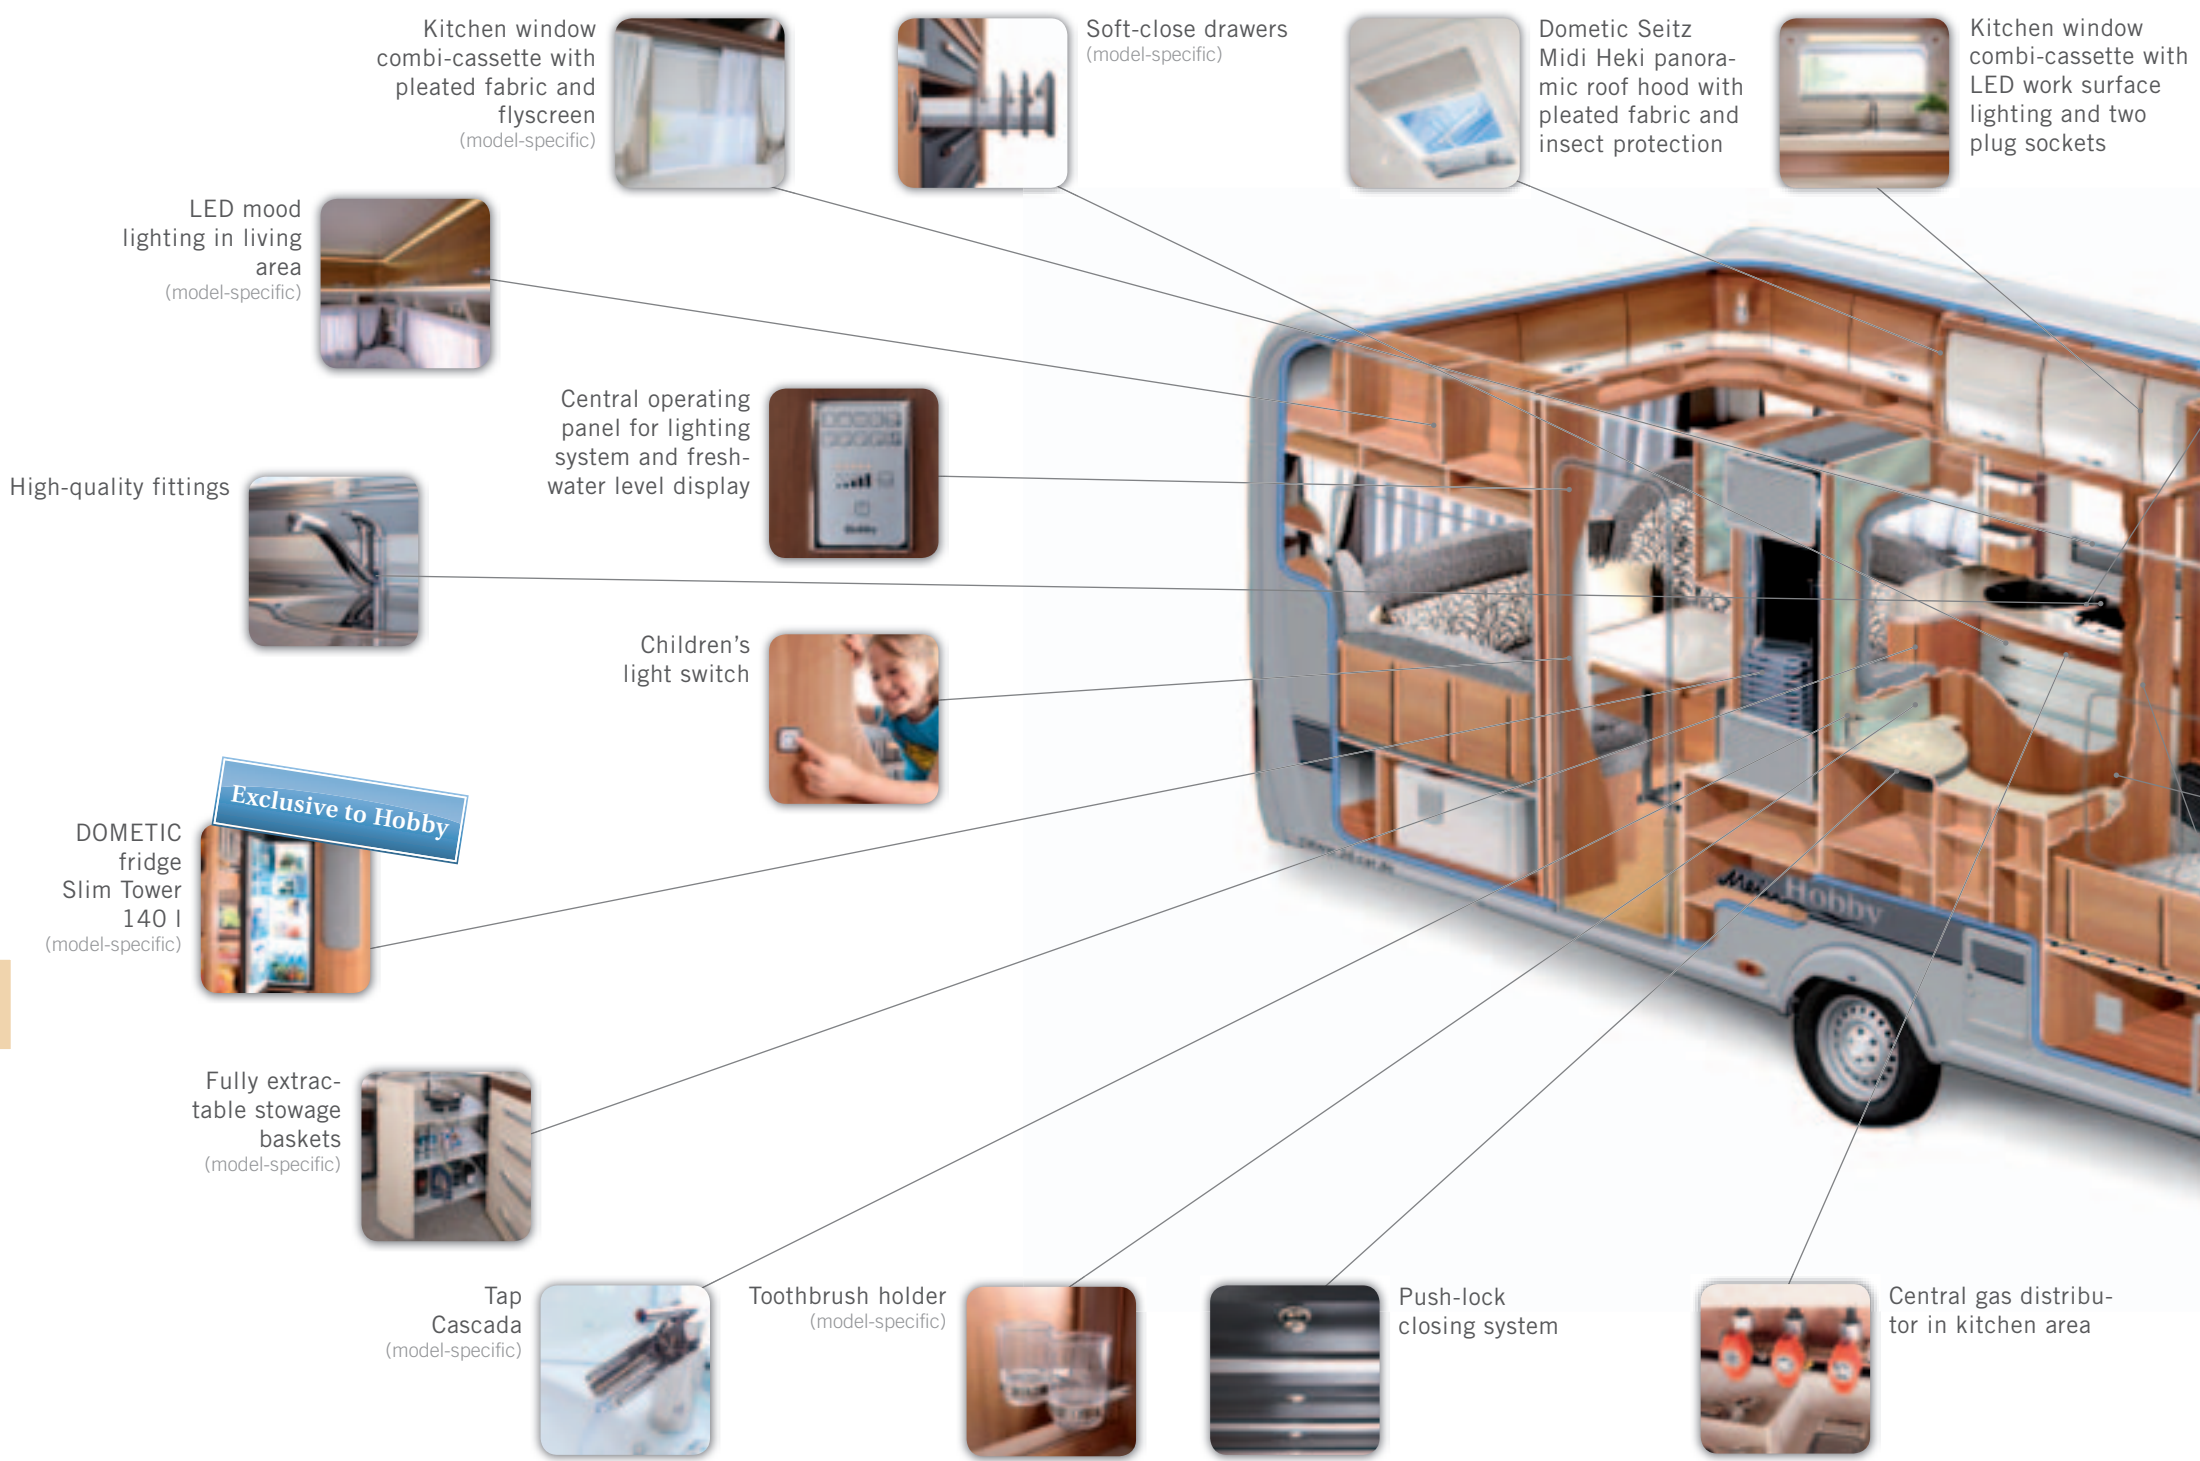 Kitchen window
combi-cassette with
pleated fabric and
flyscreen
(model-specific)
Soft-close drawers
(model-specific)
Dometic Seitz
Midi Heki panora-
mic roof hood with
pleated fabric and
insect protection
Kitchen window
combi-cassette with
LED work surface
lighting and two
plug sockets
LED mood
lighting in living
area
(model-specific)
Central operating
panel for lighting
system and fresh-
water level display
Hobby
High-quality fittings
Children's
light switch
Exclusive to Hobby
DOMETIC
fridge
Slim Tower
140 l
(model-specific)
Mein Hobby
Fully extrac-
table stowage
baskets
(model-specific)
Tap
Cascada
(model-specific)
Toothbrush holder
(model-specific)
Push-lock
closing system
Central gas distribu-
tor in kitchen area